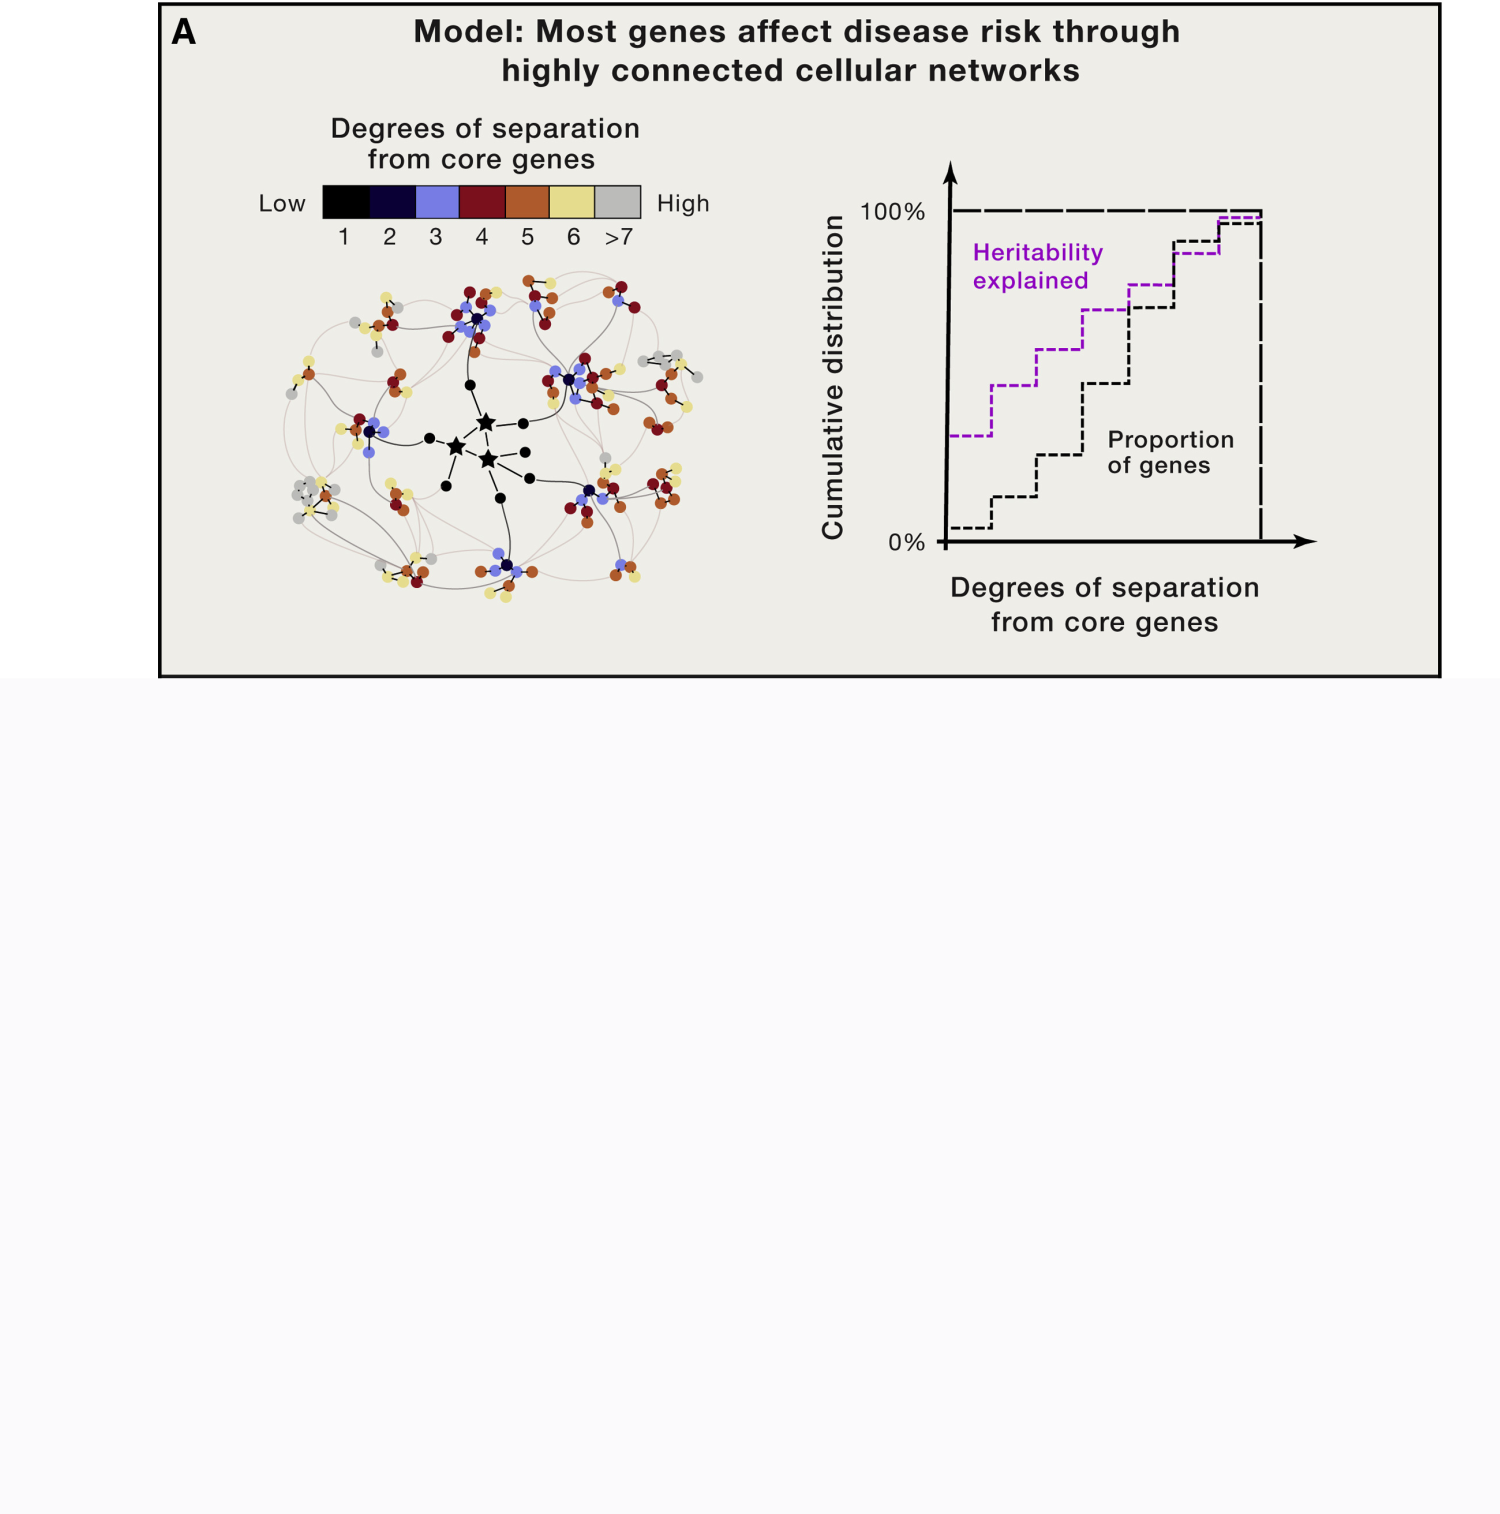 A
Model: Most genes affect disease risk through
highly connected cellular networks
Degrees of separation
from core genes
Low
High
1 2 3 4 5 6 >7
Cumulative distribution
100%
0%
Heritability
explained
Proportion
of genes
Degrees of separation
from core genes